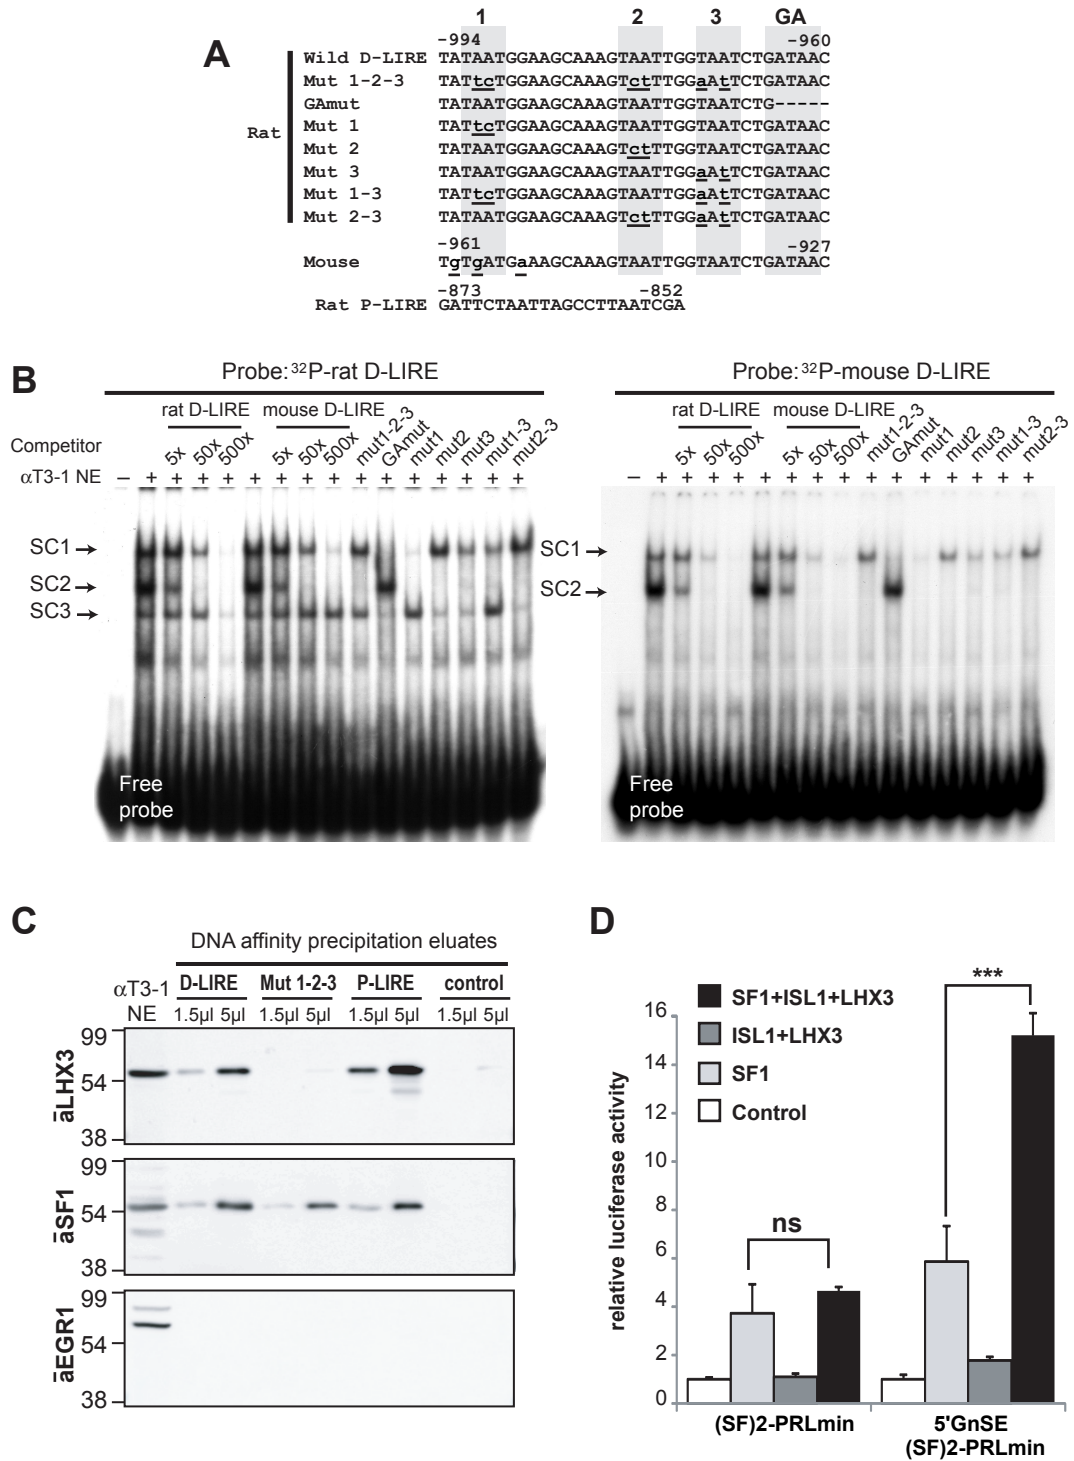 A
1 2 3 GA
-994 -960
Wild D-LIRE TATAATGGAAGCAAAGTAATTGGTAATCTGATAAC
Mut 1-2-3 TATtcTGGAAGCAAAGTctTTGGaAtTCTGATAAC
GAmut TATAATGGAAGCAAAGTAATTGGTAATCTG-----
Mut 1 TATtcTGGAAGCAAAGTAATTGGTAATCTGATAAC
Mut 2 TATAATGGAAGCAAAGTctTTGGTAATCTGATAAC
Mut 3 TATAATGGAAGCAAAGTAATTGGaAtTCTGATAAC
Mut 1-3 TATtcTGGAAGCAAAGTAATTGGaAtTCTGATAAC
Mut 2-3 TATAATGGAAGCAAAGTctTTGGaAtTCTGATAAC
Rat
-961 -927
Mouse TgTgATGaAAGCAAAGTAATTGGTAATCTGATAAC
-873 -852
Rat P-LIRE GATTCTAATTAGCCTTAATCGA
B
Probe: ³²P-rat D-LIRE
rat D-LIRE mouse D-LIRE
Competitor 5x 50x 500x 5x 50x 500x mut1-2-3 GAmut mut1 mut2 mut3 mut1-3 mut2-3
αT3-1 NE – + + + + + + + + + + + + + + +
SC1
SC2
SC3
Free
probe
Probe: ³²P-mouse D-LIRE
rat D-LIRE mouse D-LIRE
5x 50x 500x 5x 50x 500x mut1-2-3 GAmut mut1 mut2 mut3 mut1-3 mut2-3
– + + + + + + + + + + + + + + +
SC1
SC2
Free
probe
C
DNA affinity precipitation eluates
αT3-1 NE D-LIRE Mut 1-2-3 P-LIRE control
1.5µl 5µl 1.5µl 5µl 1.5µl 5µl 1.5µl 5µl
āLHX3
99
54
38
āSF1
99
54
38
āEGR1
99
54
38
D
SF1+ISL1+LHX3
ISL1+LHX3
SF1
Control
***
ns
relative luciferase activity
16
14
12
10
8
6
4
2
0
(SF)2-PRLmin
5'GnSE
(SF)2-PRLmin